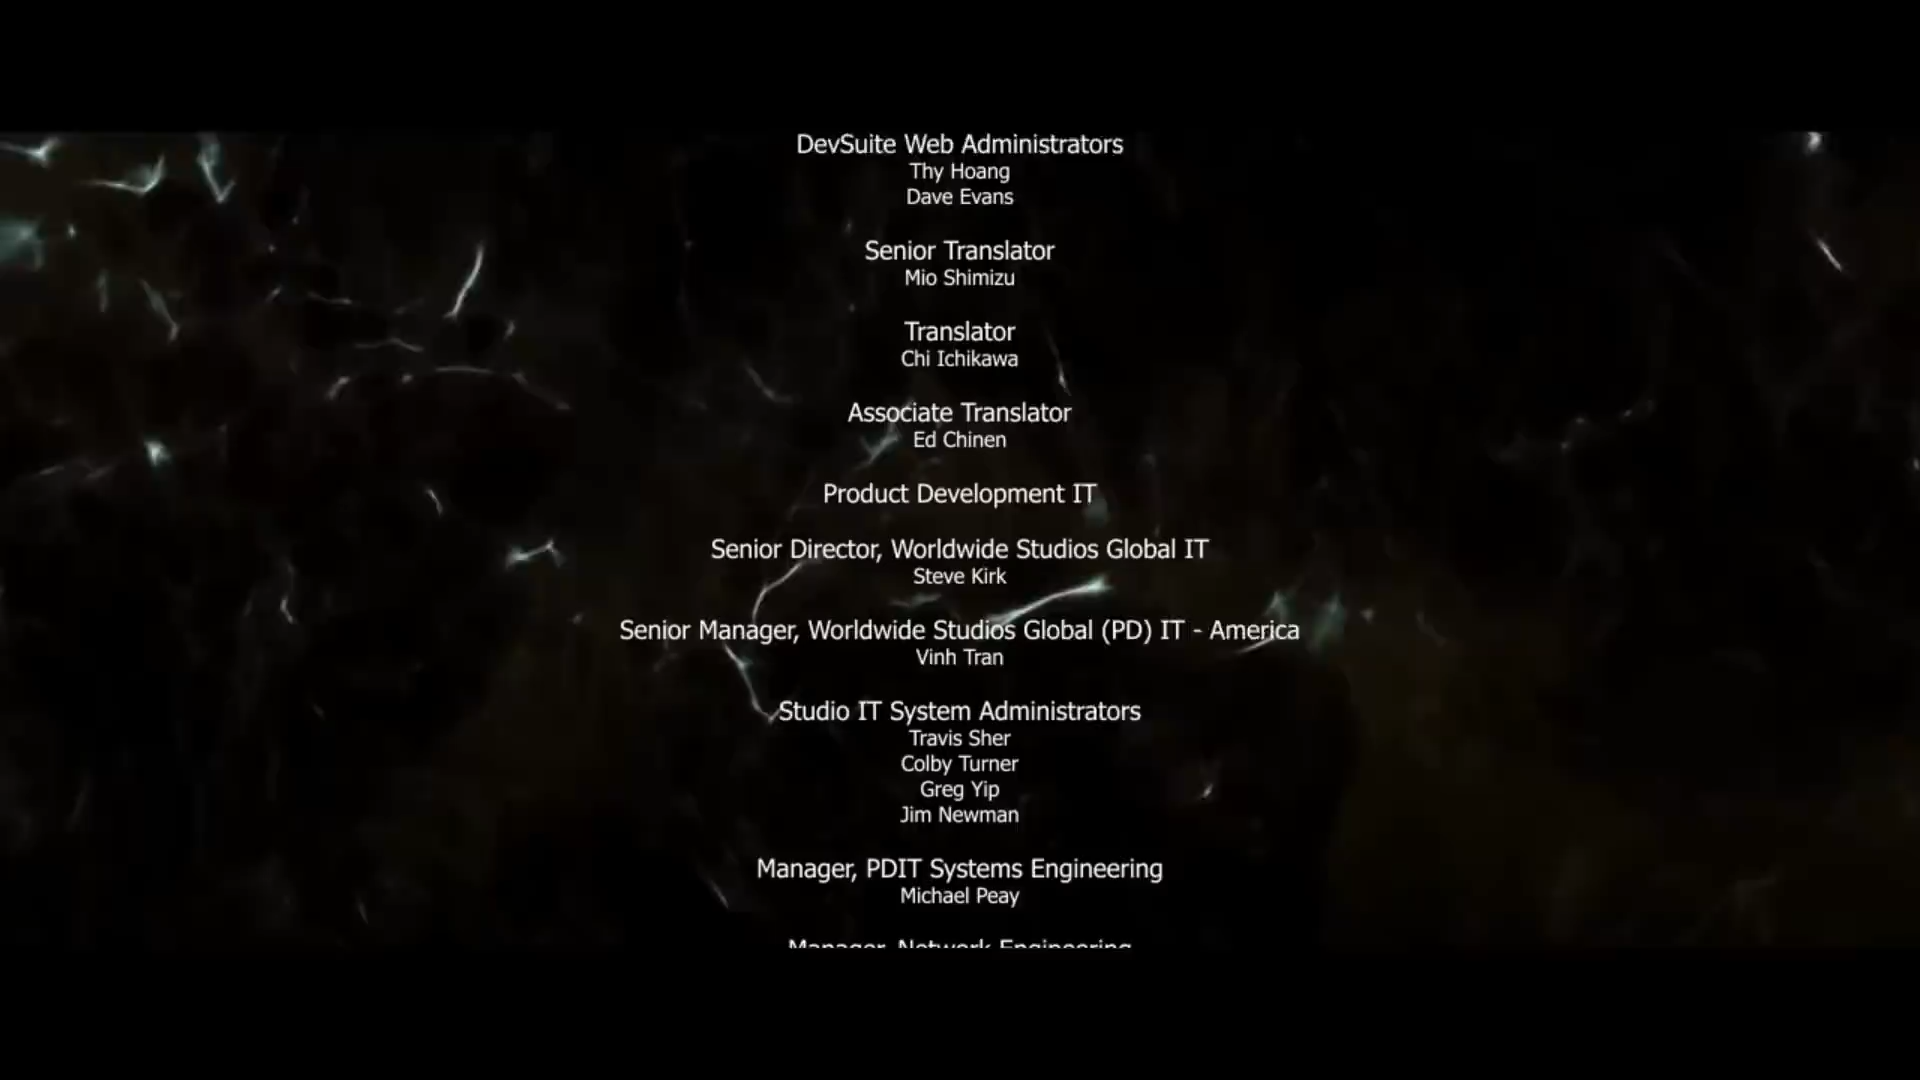 DevSuite Web Administrators
Thy Hoang
Dave Evans
Senior Translator
Mio Shimizu
Translator
Chi Ichikawa
Associate Translator
Ed Chinen
Product Development IT
Senior Director, Worldwide Studios Global IT
Steve Kirk
Senior Manager, Worldwide Studios Global (PD) IT - America
Vinh Tran
Studio IT System Administrators
Travis Sher
Colby Turner
Greg Yip
Jim Newman
Manager, PDIT Systems Engineering
Michael Peay
Manager, Network Engineering